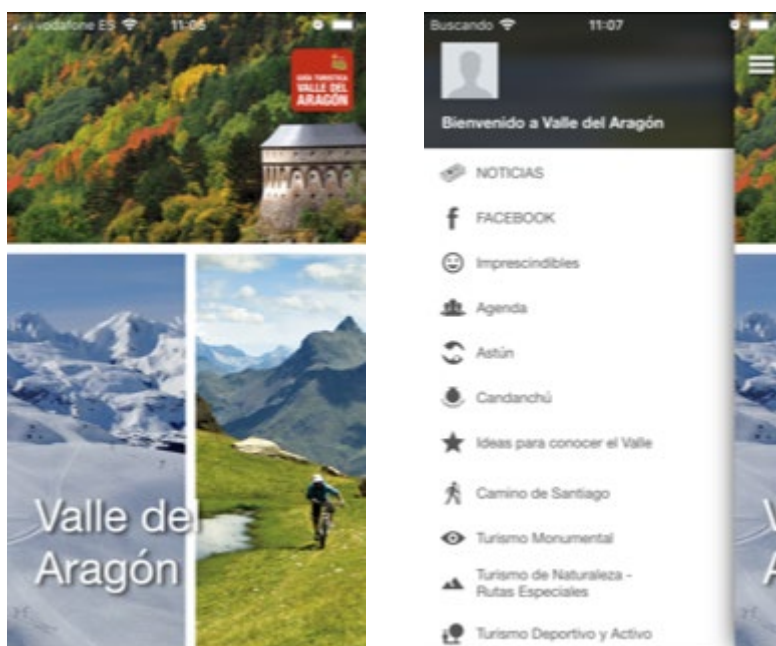 vodafone ES 11:05
GUÍA TURÍSTICA
VALLE DEL
ARAGÓN
Valle del
Aragón
Buscando 11:07
Bienvenido a Valle del Aragón
NOTICIAS
FACEBOOK
Imprescindibles
Agenda
Astún
Candanchú
Ideas para conocer el Valle
Camino de Santiago
Turismo Monumental
Turismo de Naturaleza -
Rutas Especiales
Turismo Deportivo y Activo